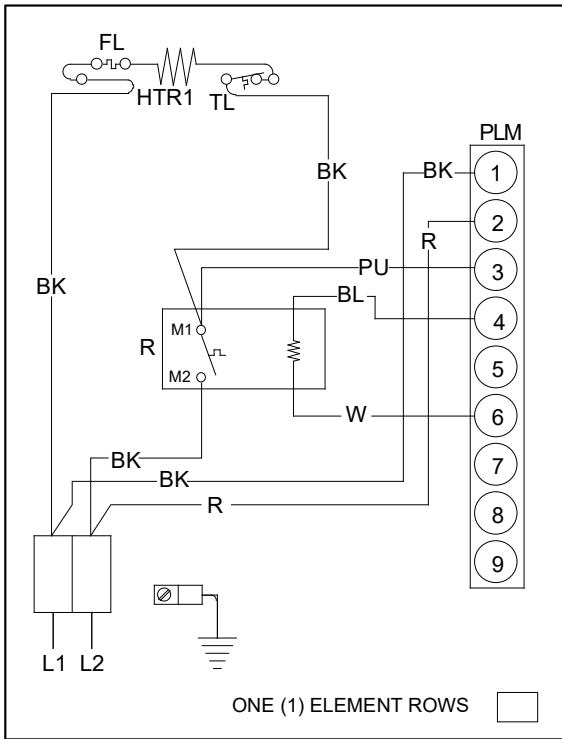 FL
HTR1
TL
PLM
BK
1
R
2
BK
PU
3
BK
BL
4
R
M1
5
M2
W
6
BK
7
BK
R
8
9
L1 L2
ONE (1) ELEMENT ROWS